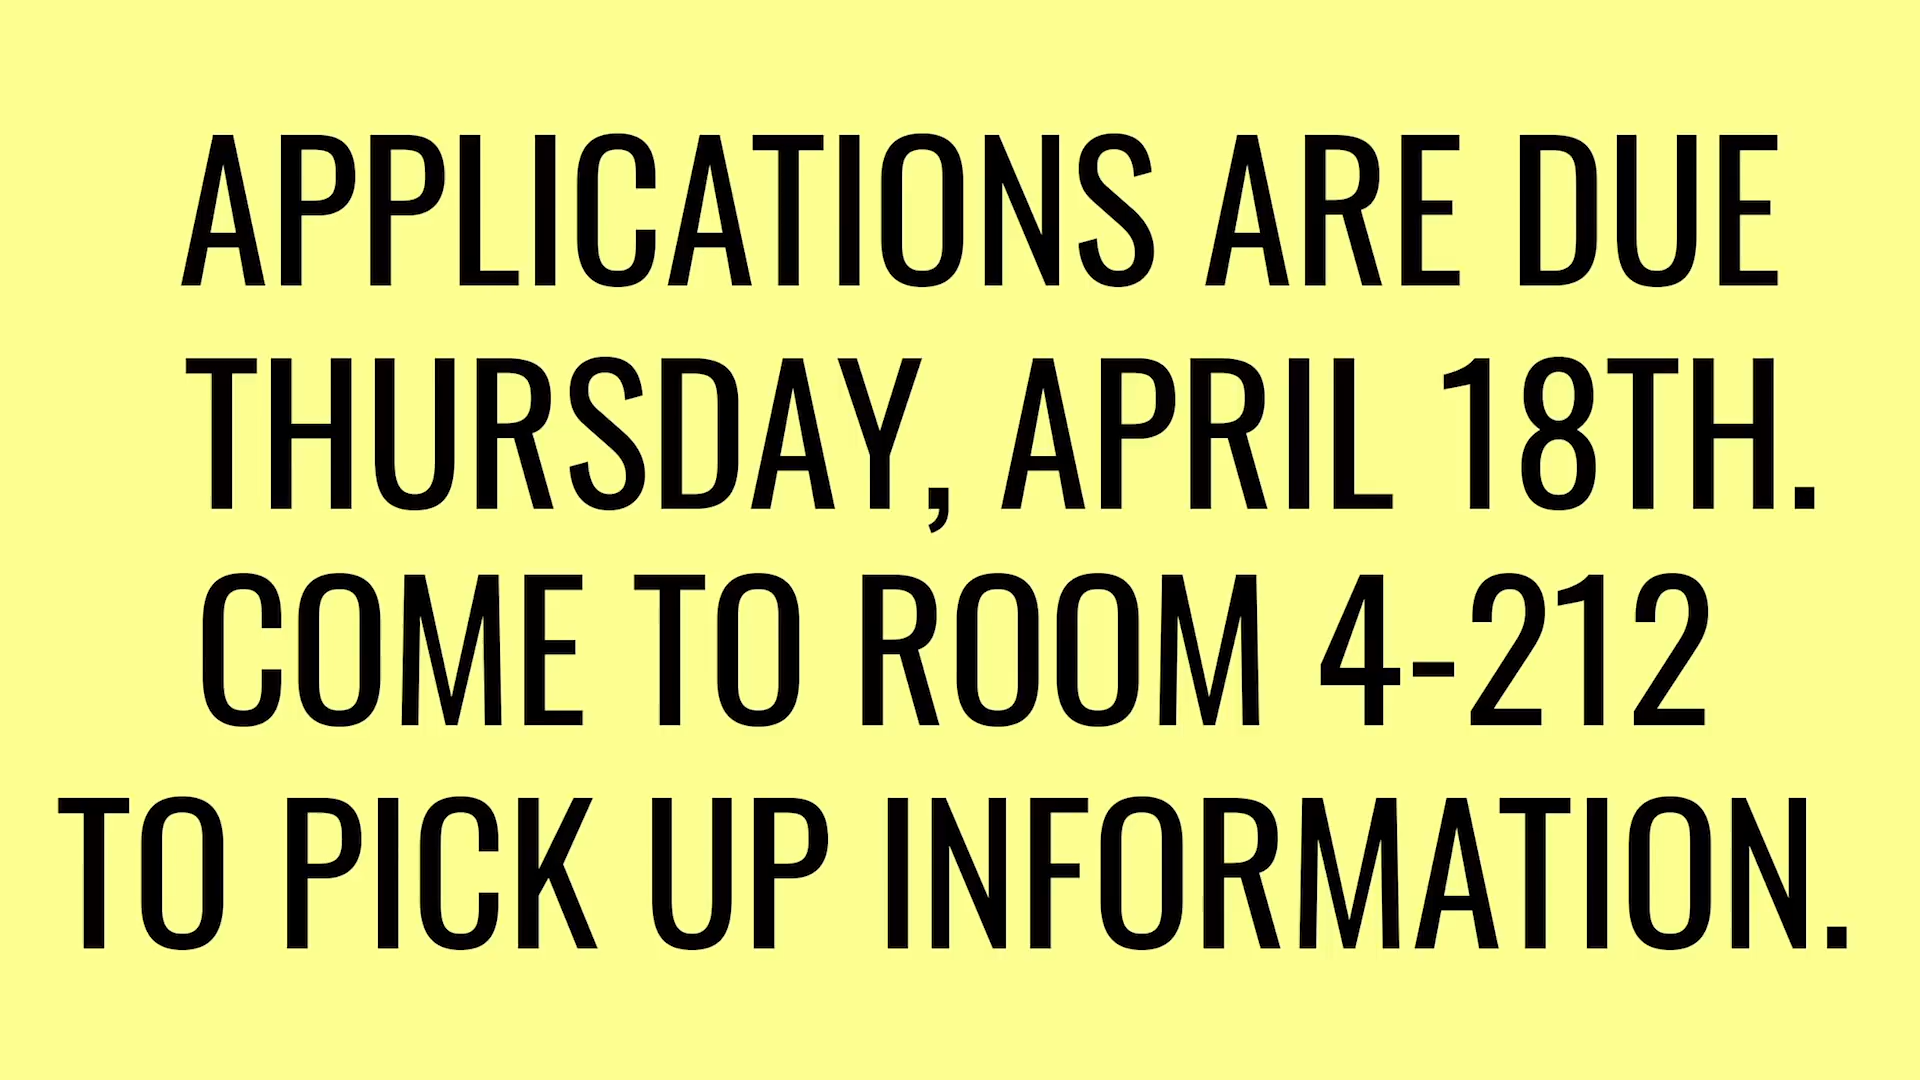 APPLICATIONS ARE DUE
THURSDAY, APRIL 18TH.
COME TO ROOM 4-212
TO PICK UP INFORMATION.